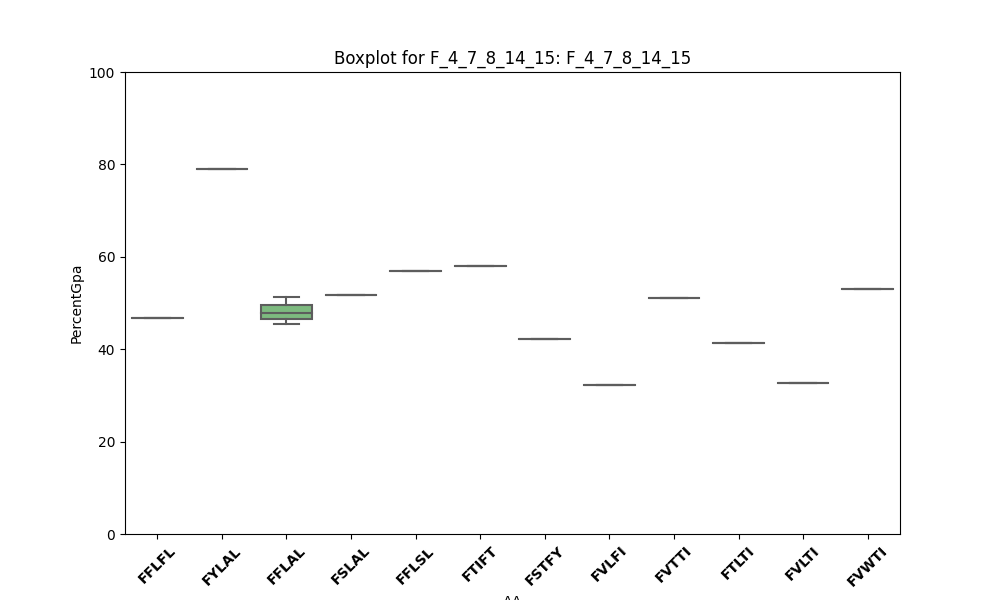 Boxplot for F_4_7_8_14_15: F_4_7_8_14_15
100
80
60
40
20
0
PercentGpa
FFLFL
FYLAL
FFLAL
FSLAL
FFLSL
FTIFT
FSTFY
FVLFI
FVTTI
FTLTI
FVLTI
FVWTI
AA